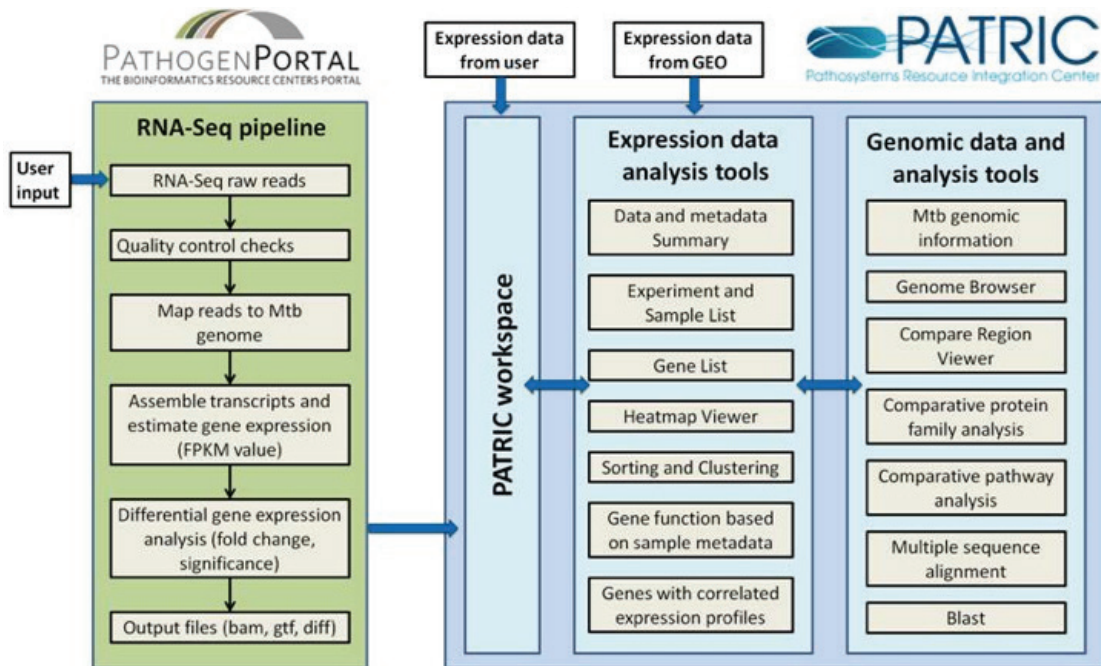 PATHOGENPORTAL
THE BIOINFORMATICS RESOURCE CENTERS PORTAL
Expression data
from user
Expression data
from GEO
PATRIC
Pathosystems Resource Integration Center
User
input
RNA-Seq pipeline
RNA-Seq raw reads
Quality control checks
Map reads to Mtb
genome
Assemble transcripts and
estimate gene expression
(FPKM value)
Differential gene expression
analysis (fold change,
significance)
Output files (bam, gtf, diff)
PATRIC workspace
Expression data
analysis tools
Data and metadata
Summary
Experiment and
Sample List
Gene List
Heatmap Viewer
Sorting and Clustering
Gene function based
on sample metadata
Genes with correlated
expression profiles
Genomic data and
analysis tools
Mtb genomic
information
Genome Browser
Compare Region
Viewer
Comparative protein
family analysis
Comparative pathway
analysis
Multiple sequence
alignment
Blast